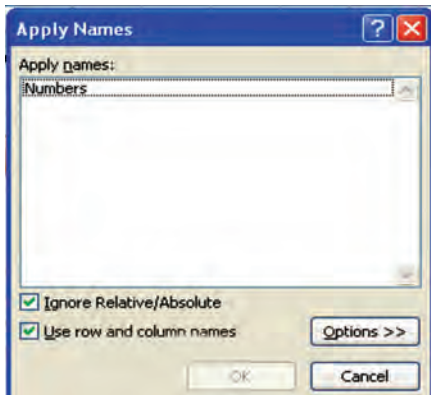 Apply Names
Apply names:
Numbers
Ignore Relative/Absolute
Use row and column names
Options >>
OK
Cancel